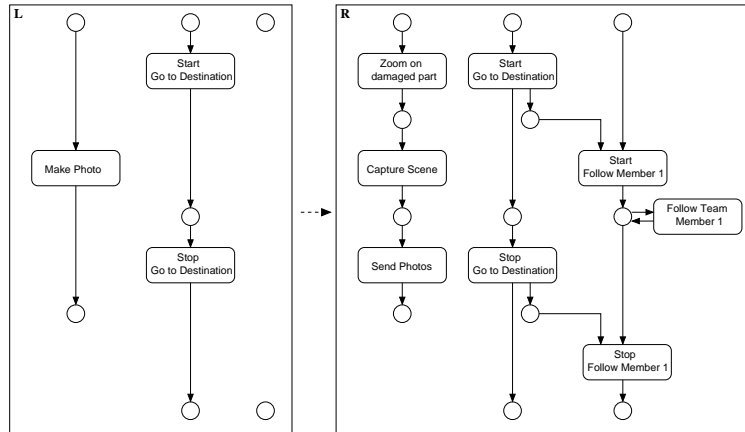 L
Start
Go to Destination
Make Photo
Stop
Go to Destination
R
Zoom on
damaged part
Start
Go to Destination
Capture Scene
Start
Follow Member 1
Follow Team
Member 1
Send Photos
Stop
Go to Destination
Stop
Follow Member 1